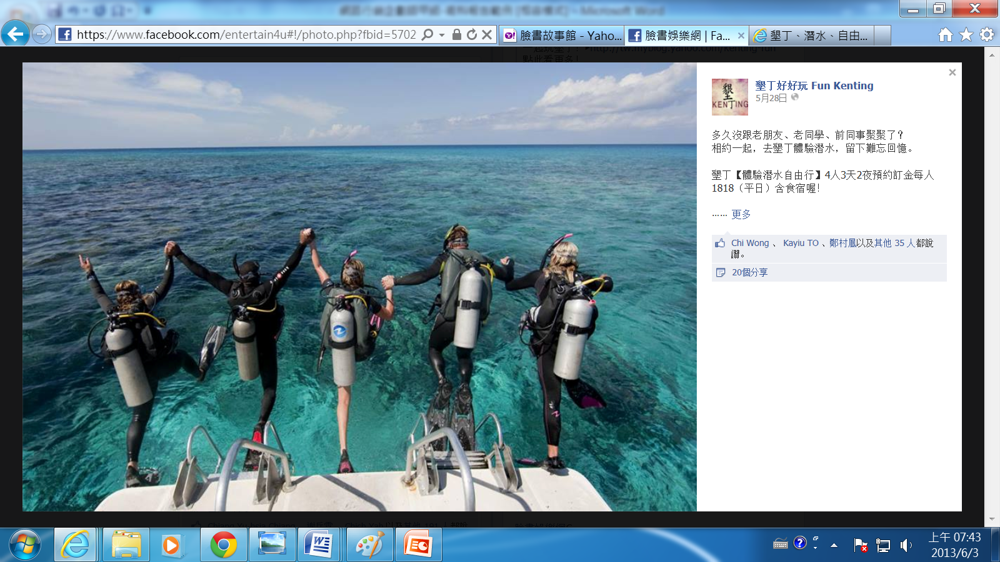 https://www.facebook.com/entertain4u#!/photo.php?fbid=5702
臉書故事館 - Yaho...
臉書娛樂網 | Fa...
墾丁、潛水、自由...
墾丁好好玩 Fun Kenting
5月28日
墾
KENTING
多久沒跟老朋友、老同學、前同事聚聚了?
相約一起，去墾丁體驗潛水，留下難忘回憶。
墾丁【體驗潛水自由行】4人3天2夜預約訂金每人
1818（平日）含食宿喔!
…… 更多
Chi Wong 、 Kayiu TO 、鄭村鳳以及其他 35 人都說
讚。
20個分享
上午 07:43
2013/6/3